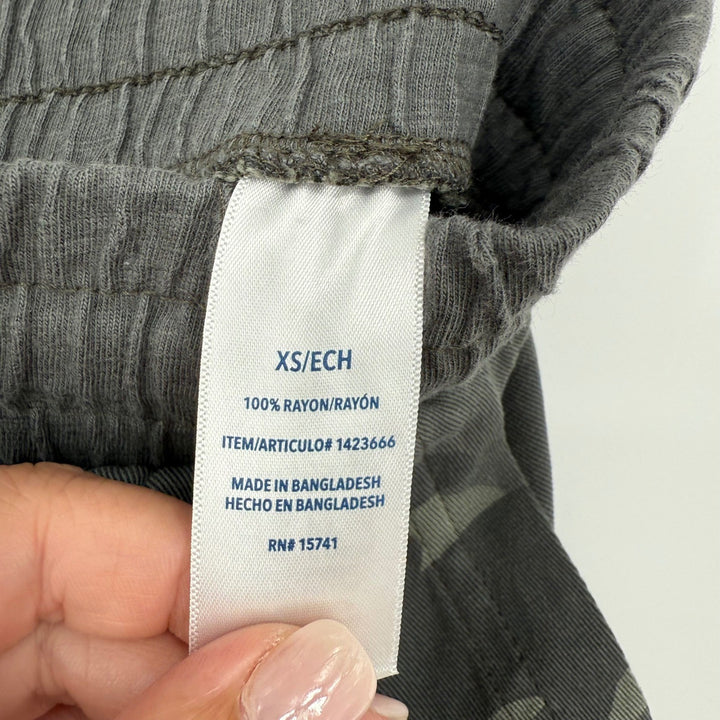 XS/ECH
100% RAYON/RAYÓN
ITEM/ARTICULO# 1423666
MADE IN BANGLADESH
HECHO EN BANGLADESH
RN# 15741